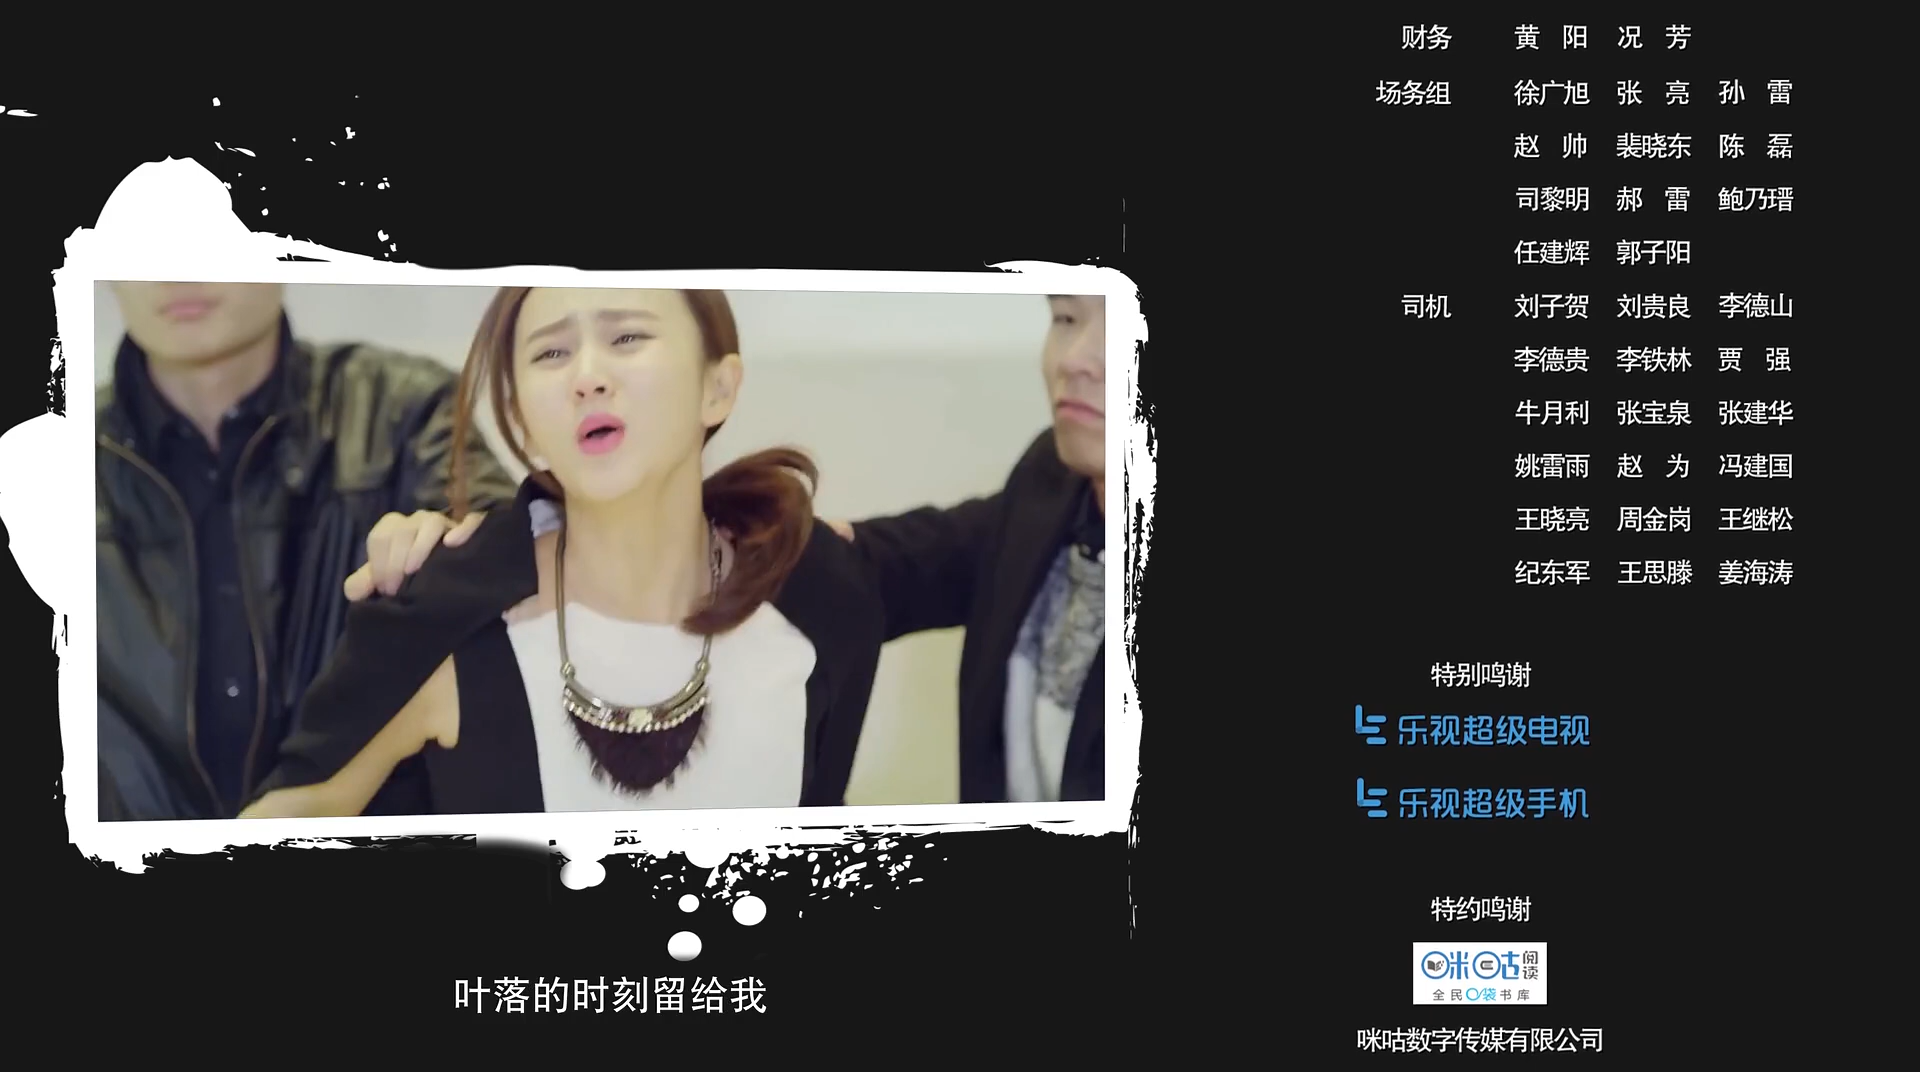 财务 黄 阳 况 芳
场务组 徐广旭 张 亮 孙 雷
赵 帅 裴晓东 陈 磊
司黎明 郝 雷 鲍乃瑨
任建辉 郭子阳
司机 刘子贺 刘贵良 李德山
李德贵 李铁林 贾 强
牛月利 张宝泉 张建华
姚雷雨 赵 为 冯建国
王晓亮 周金岗 王继松
纪东军 王思滕 姜海涛
特别鸣谢
乐视超级电视
乐视超级手机
特约鸣谢
咪咕阅读
全民口袋书库
咪咕数字传媒有限公司
叶落的时刻留给我